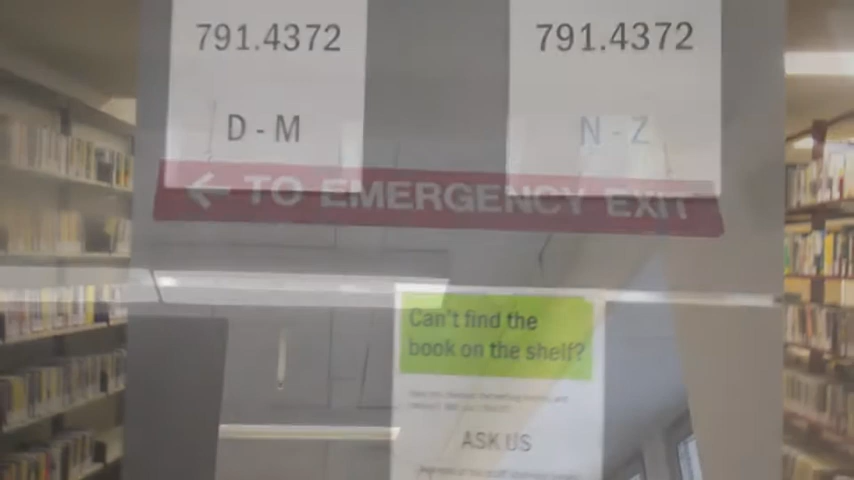 791.4372
D - M
791.4372
N - Z
← TO EMERGENCY EXIT
Can't find the
book on the shelf?
ASK US